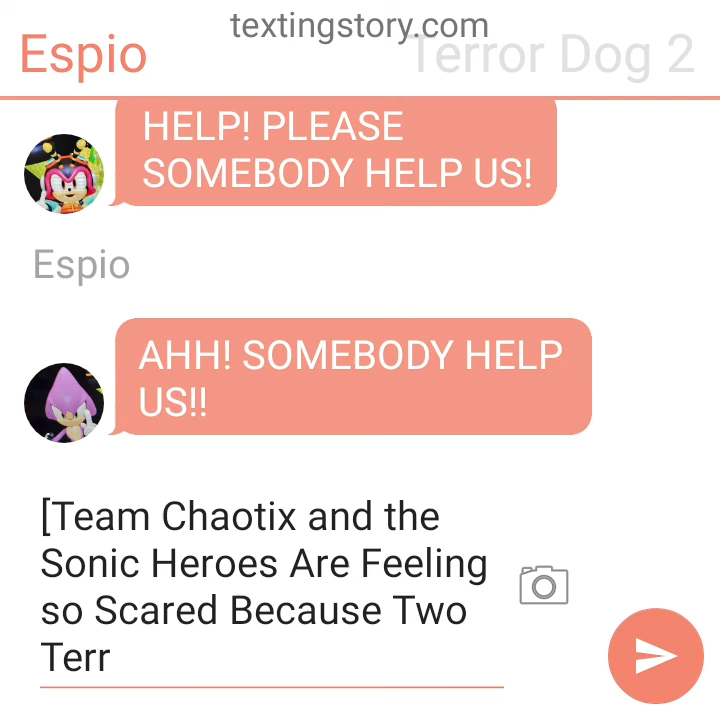 textingstory.com
Espio
Terror Dog 2
HELP! PLEASE
SOMEBODY HELP US!
Espio
AHH! SOMEBODY HELP
US!!
[Team Chaotix and the
Sonic Heroes Are Feeling
so Scared Because Two
Terr